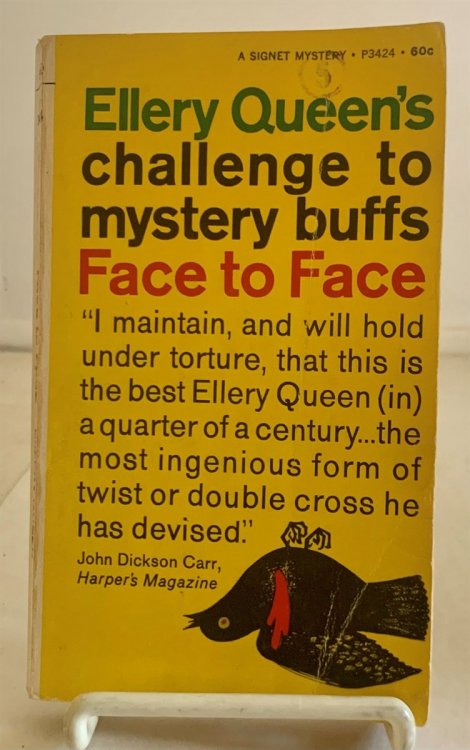 A SIGNET MYSTERY • P3424 • 60c
5
Ellery Queen's
challenge to
mystery buffs
Face to Face
“I maintain, and will hold
under torture, that this is
the best Ellery Queen (in)
a quarter of a century...the
most ingenious form of
twist or double cross he
has devised.”
John Dickson Carr,
Harper's Magazine